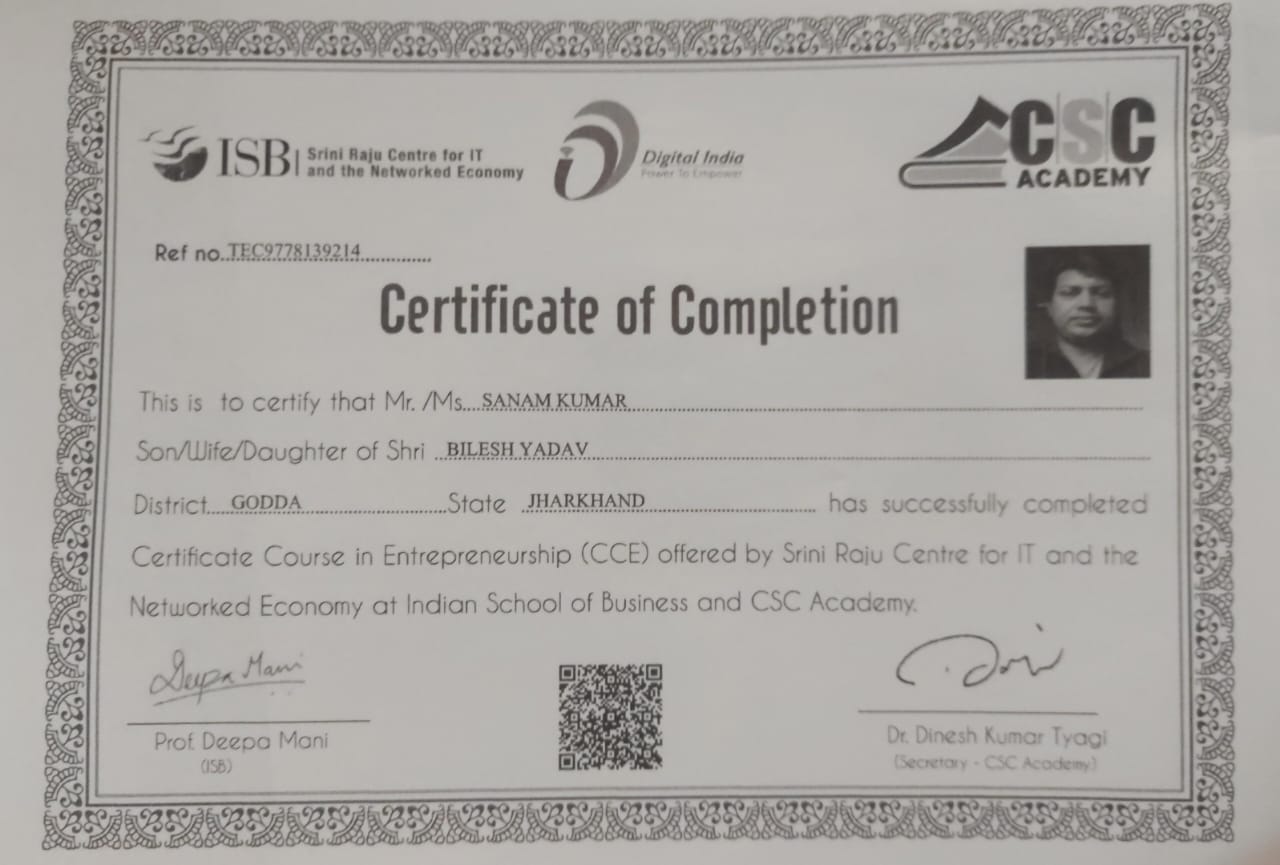 ISB
Srini Raju Centre for IT
and the Networked Economy
Digital India
Power To Empower
CSC
ACADEMY
Ref no. TEC9778139214
Certificate of Completion
This is to certify that Mr. /Ms. SANAM KUMAR
Son/Wife/Daughter of Shri BILESH YADAV
District GODDA State JHARKHAND has successfully completed
Certificate Course in Entrepreneurship (CCE) offered by Srini Raju Centre for IT and the
Networked Economy at Indian School of Business and CSC Academy.
Deepa Mani
Prof. Deepa Mani
(ISB)
Dr. Dinesh Kumar Tyagi
(Secretary - CSC Academy)